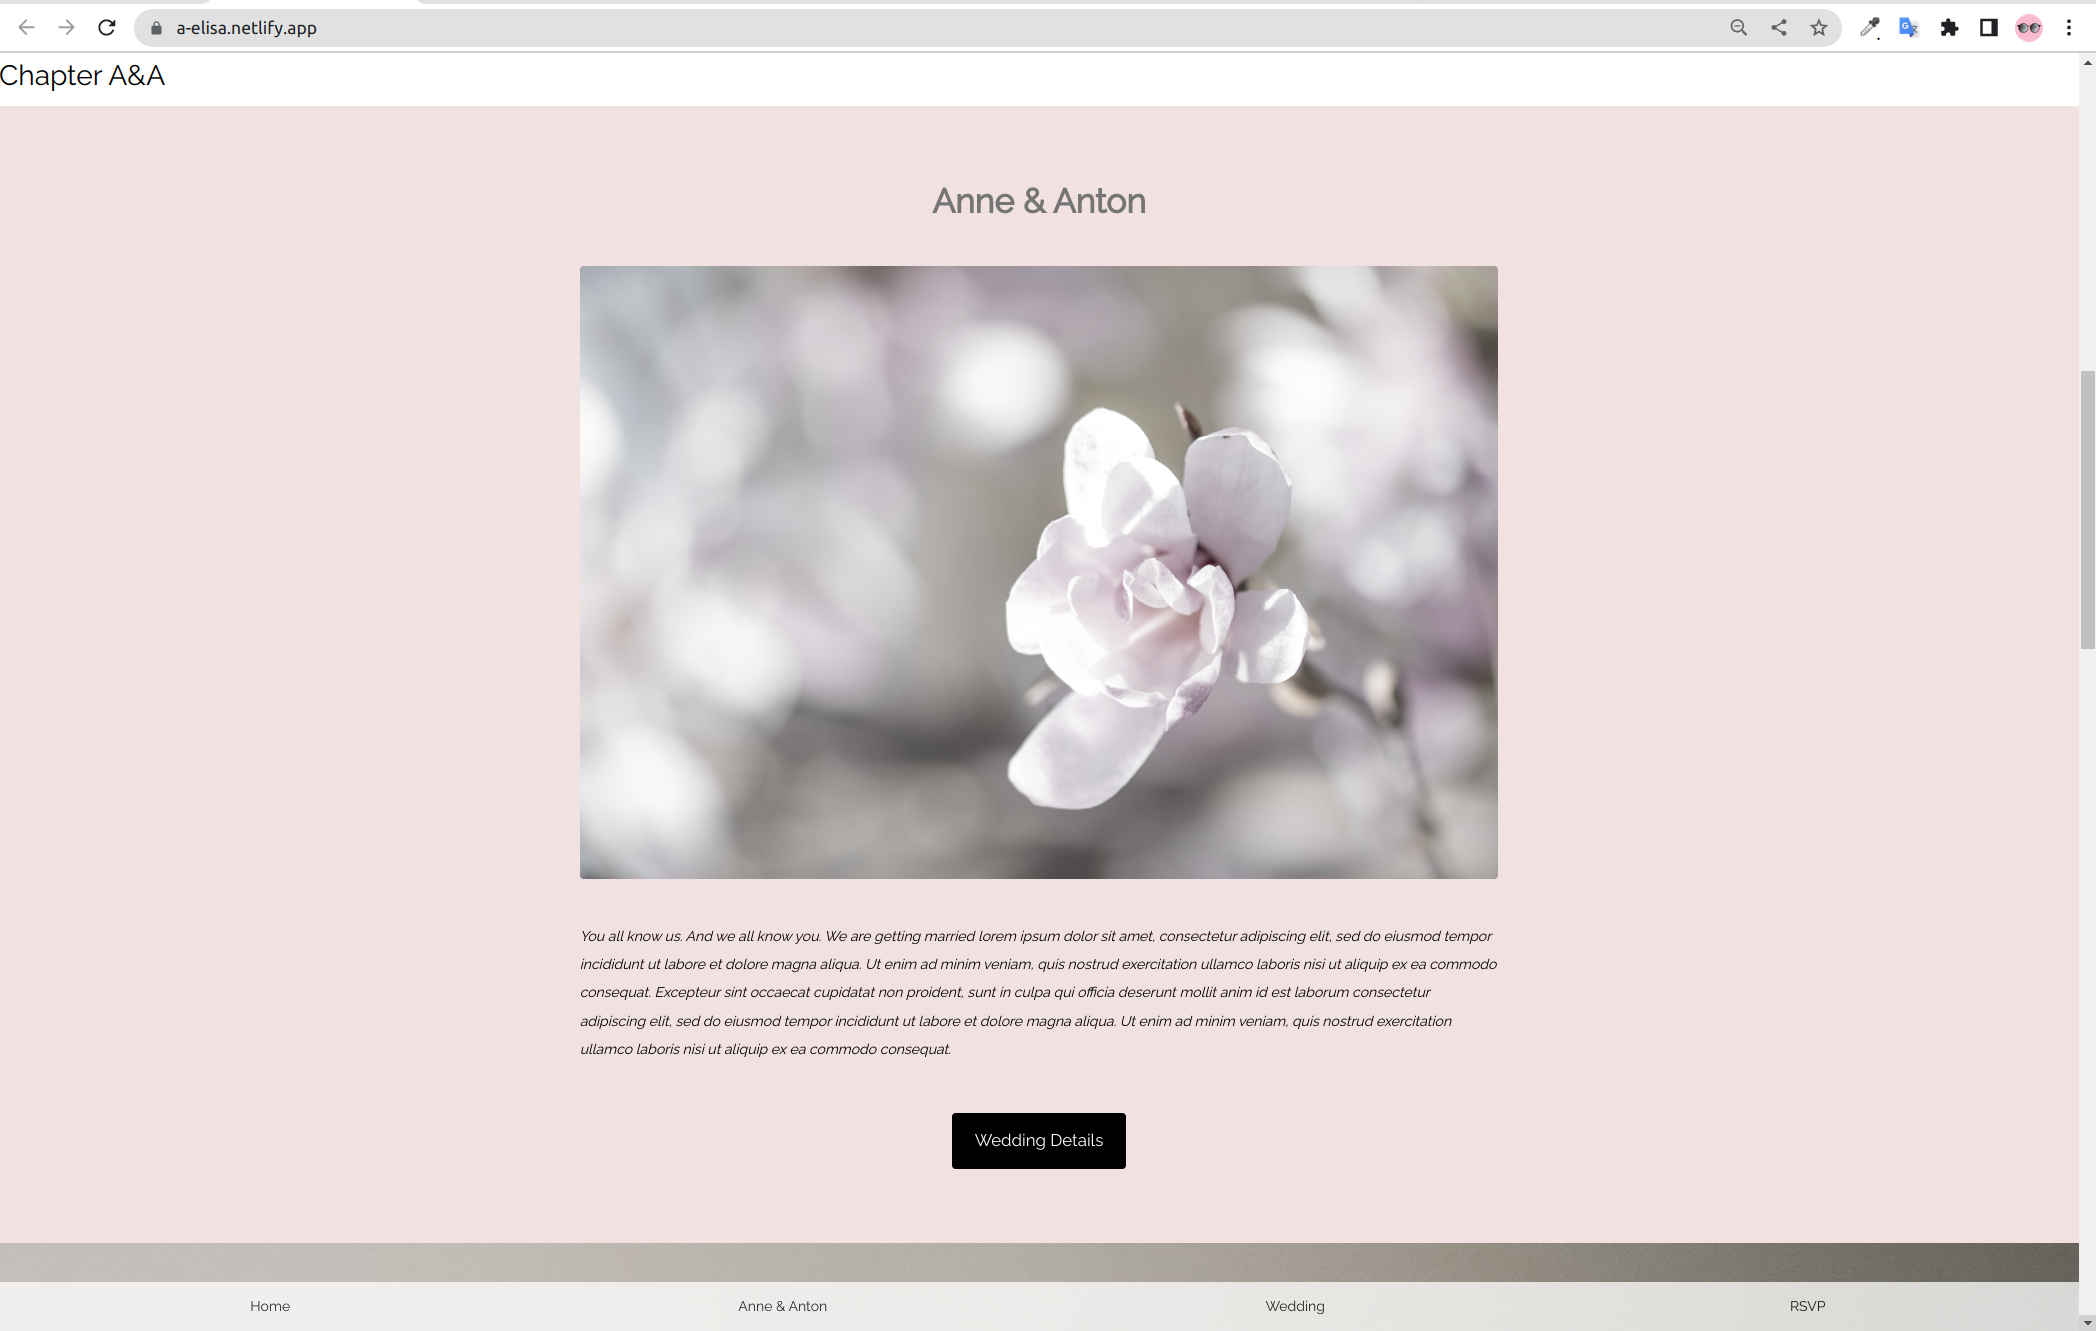 a-elisa.netlify.app
Chapter A&A
Anne & Anton
You all know us. And we all know you. We are getting married lorem ipsum dolor sit amet, consectetur adipiscing elit, sed do eiusmod tempor
incididunt ut labore et dolore magna aliqua. Ut enim ad minim veniam, quis nostrud exercitation ullamco laboris nisi ut aliquip ex ea commodo
consequat. Excepteur sint occaecat cupidatat non proident, sunt in culpa qui officia deserunt mollit anim id est laborum consectetur
adipiscing elit, sed do eiusmod tempor incididunt ut labore et dolore magna aliqua. Ut enim ad minim veniam, quis nostrud exercitation
ullamco laboris nisi ut aliquip ex ea commodo consequat.
Wedding Details
Home Anne & Anton Wedding RSVP